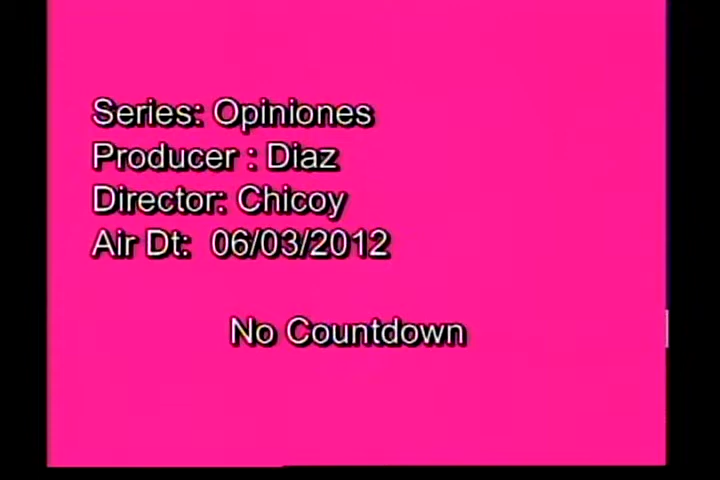 Series: Opiniones
Producer : Diaz
Director: Chicoy
Air Dt:  06/03/2012
No Countdown